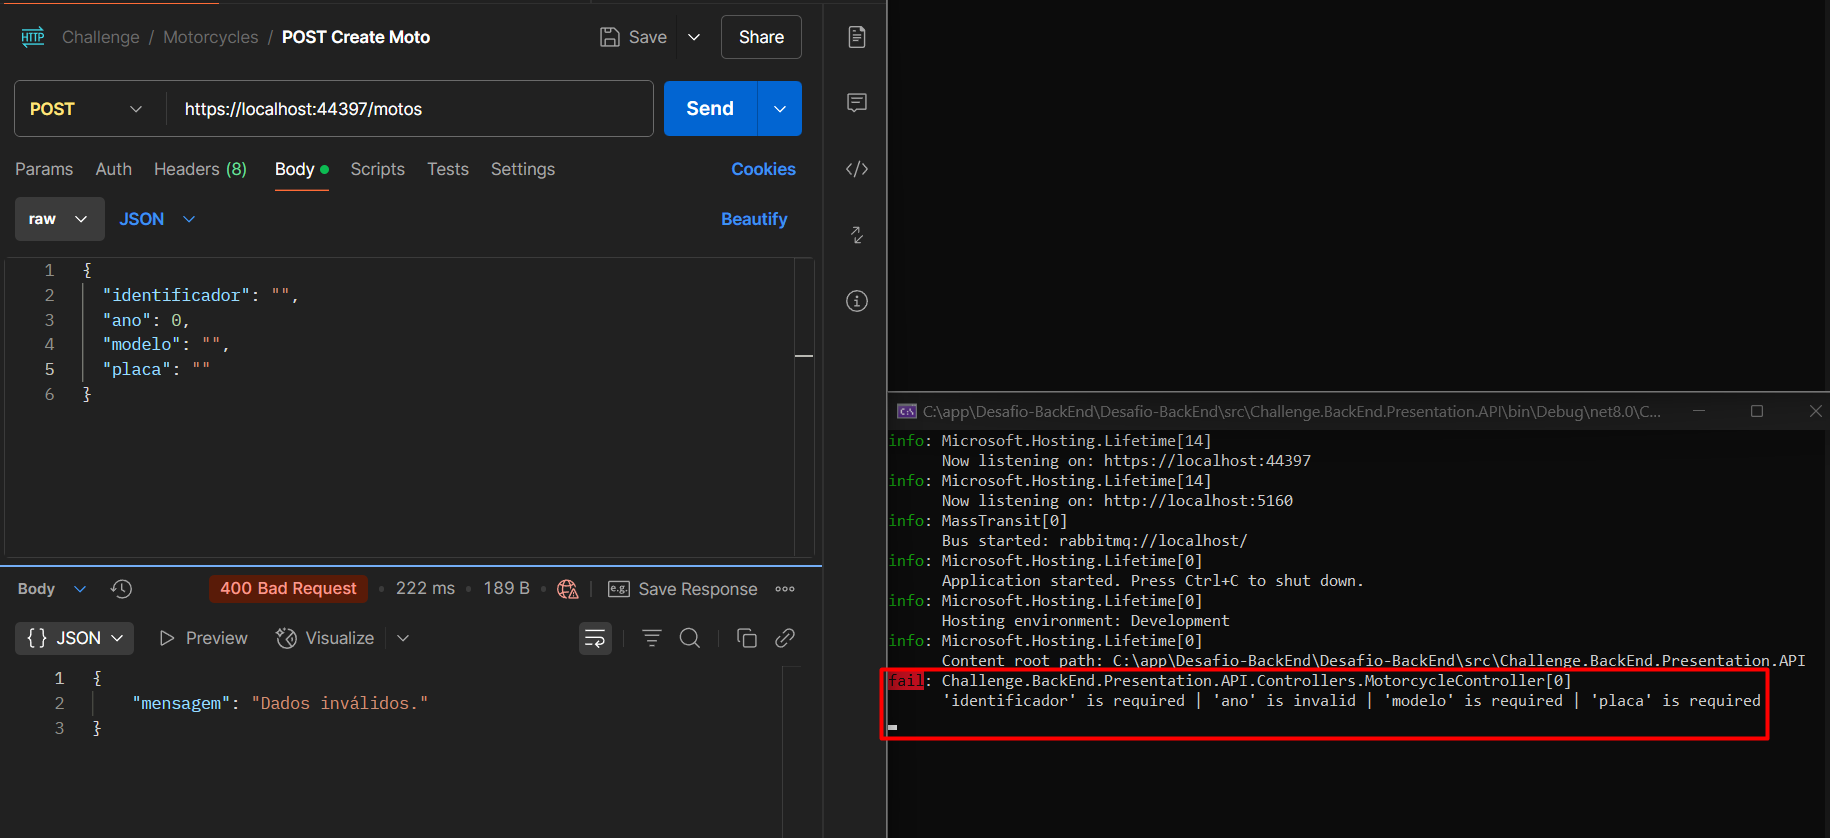 HTTP Challenge / Motorcycles / POST Create Moto Save Share
POST https://localhost:44397/motos Send
Params Auth Headers (8) Body Scripts Tests Settings Cookies
raw JSON Beautify
1 {
2 "identificador": "",
3 "ano": 0,
4 "modelo": "",
5 "placa": ""
6 }
Body 400 Bad Request • 222 ms • 189 B • e.g. Save Response
{} JSON Preview Visualize
1 {
2 "mensagem": "Dados inválidos."
3 }
C:\app\Desafio-BackEnd\Desafio-BackEnd\src\Challenge.BackEnd.Presentation.API\bin\Debug\net8.0\C...
info: Microsoft.Hosting.Lifetime[14]
Now listening on: https://localhost:44397
info: Microsoft.Hosting.Lifetime[14]
Now listening on: http://localhost:5160
info: MassTransit[0]
Bus started: rabbitmq://localhost/
info: Microsoft.Hosting.Lifetime[0]
Application started. Press Ctrl+C to shut down.
info: Microsoft.Hosting.Lifetime[0]
Hosting environment: Development
info: Microsoft.Hosting.Lifetime[0]
Content root path: C:\app\Desafio-BackEnd\Desafio-BackEnd\src\Challenge.BackEnd.Presentation.API
fail: Challenge.BackEnd.Presentation.API.Controllers.MotorcycleController[0]
'identificador' is required | 'ano' is invalid | 'modelo' is required | 'placa' is required